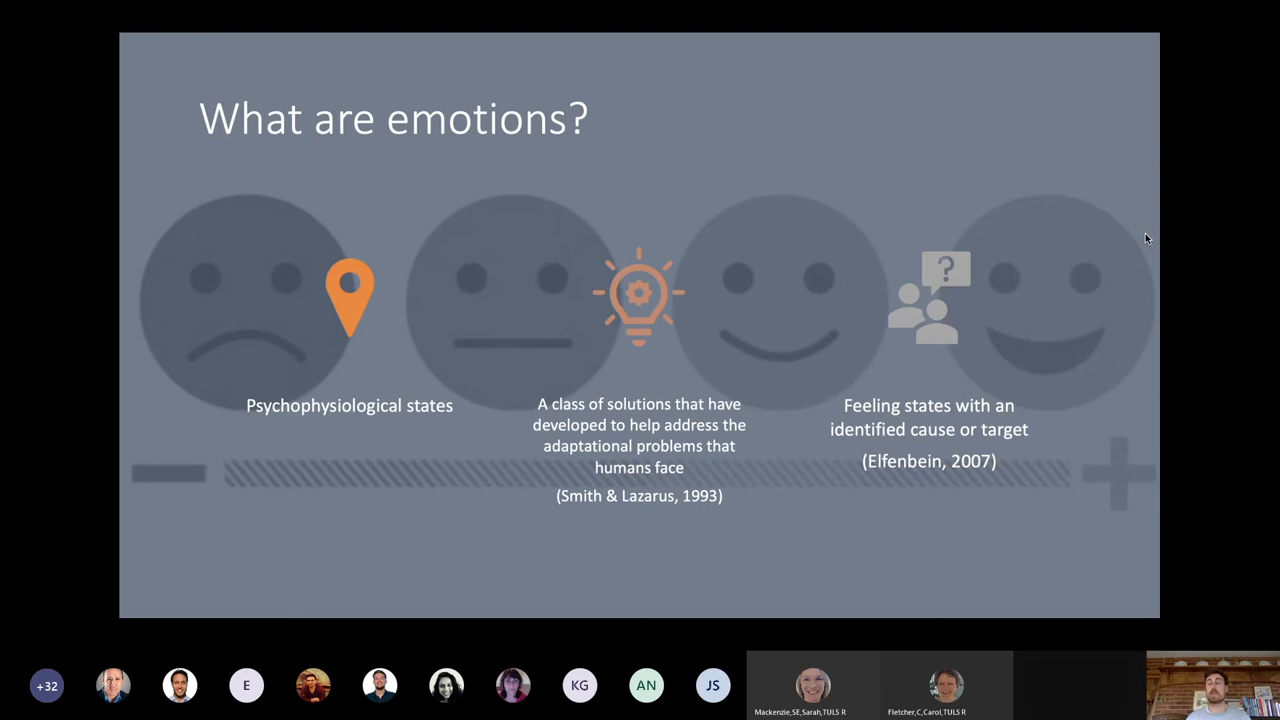 What are emotions?
?
Psychophysiological states
A class of solutions that have
developed to help address the
adaptational problems that
humans face
(Smith & Lazarus, 1993)
Feeling states with an
identified cause or target
(Elfenbein, 2007)
+32
E
KG
AN
JS
Mackenzie,SE,Sarah,TUL5 R
Fletcher,C,Carol,TUL5 R